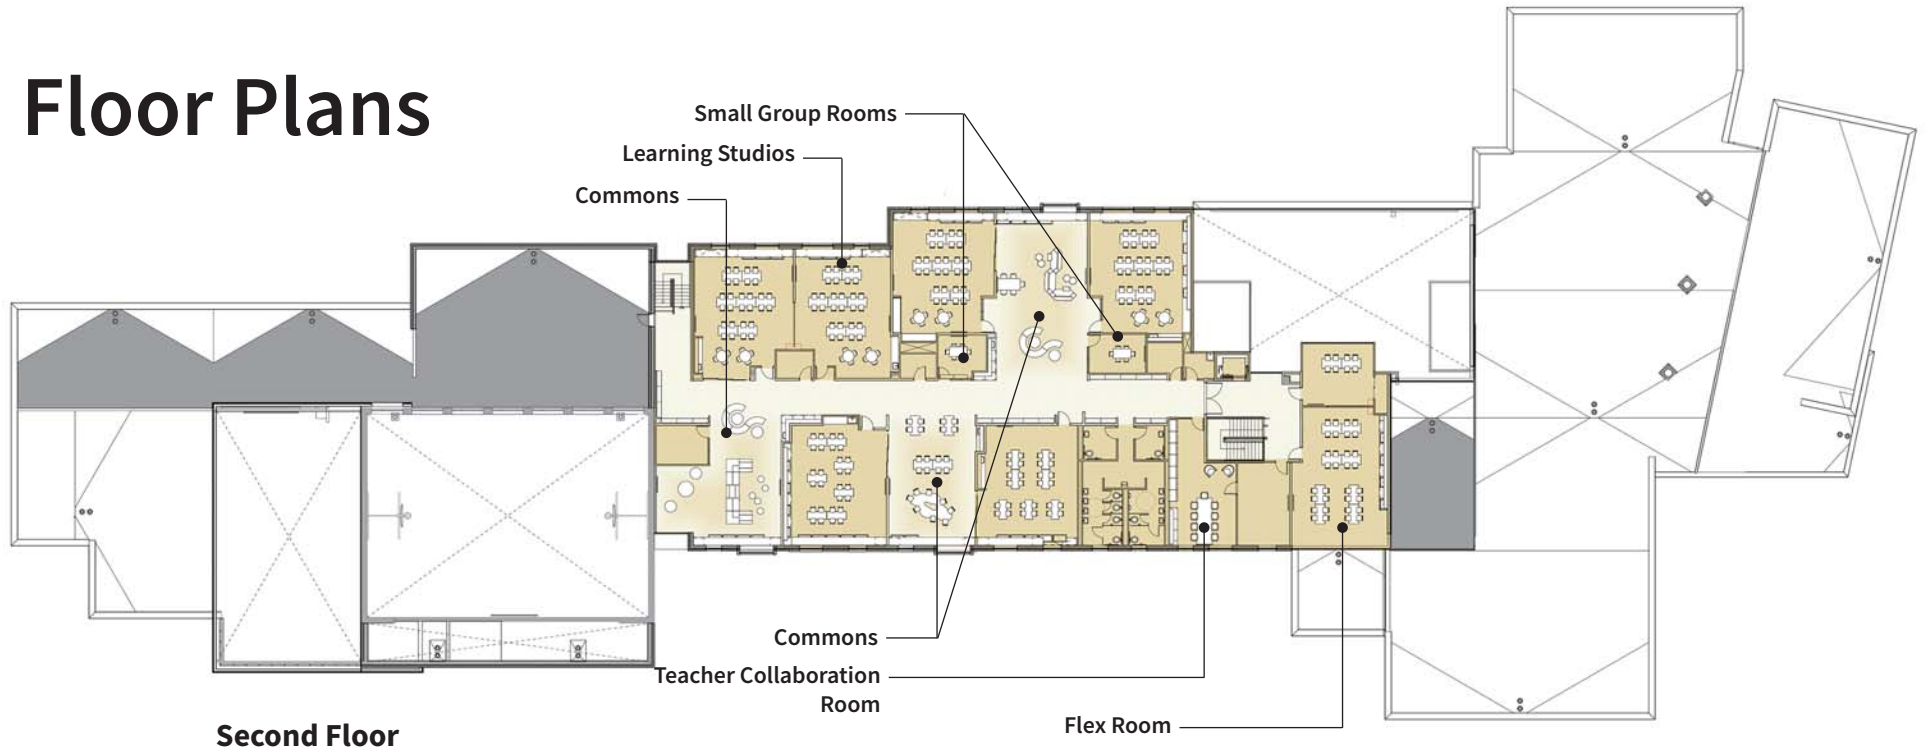 Floor Plans
Small Group Rooms
Learning Studios
Commons
Commons
Teacher Collaboration
Room
Flex Room
Second Floor